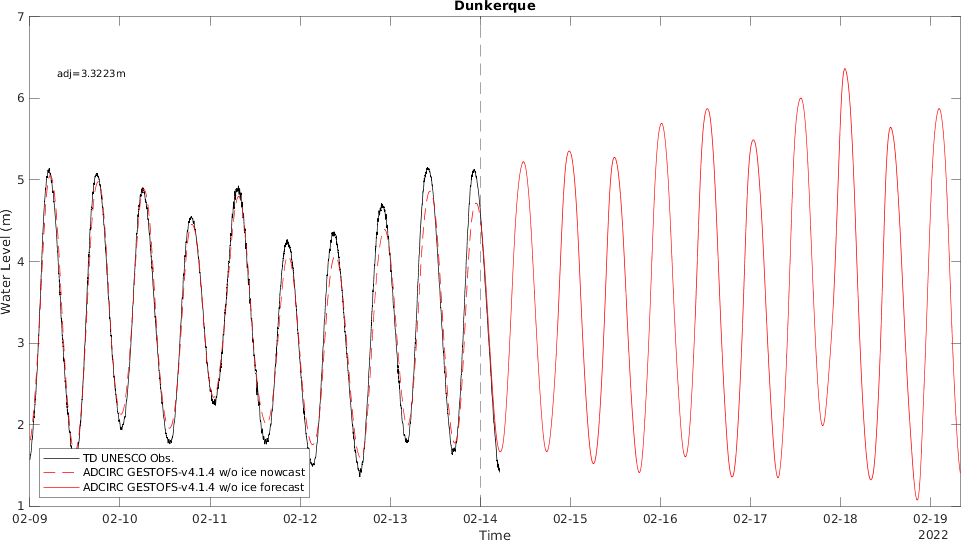 Dunkerque
7
6
5
4
3
2
1
Water Level (m)
adj=3.3223m
TD UNESCO Obs.
ADCIRC GESTOFS-v4.1.4 w/o ice nowcast
ADCIRC GESTOFS-v4.1.4 w/o ice forecast
02-09 02-10 02-11 02-12 02-13 02-14 02-15 02-16 02-17 02-18 02-19
Time
2022